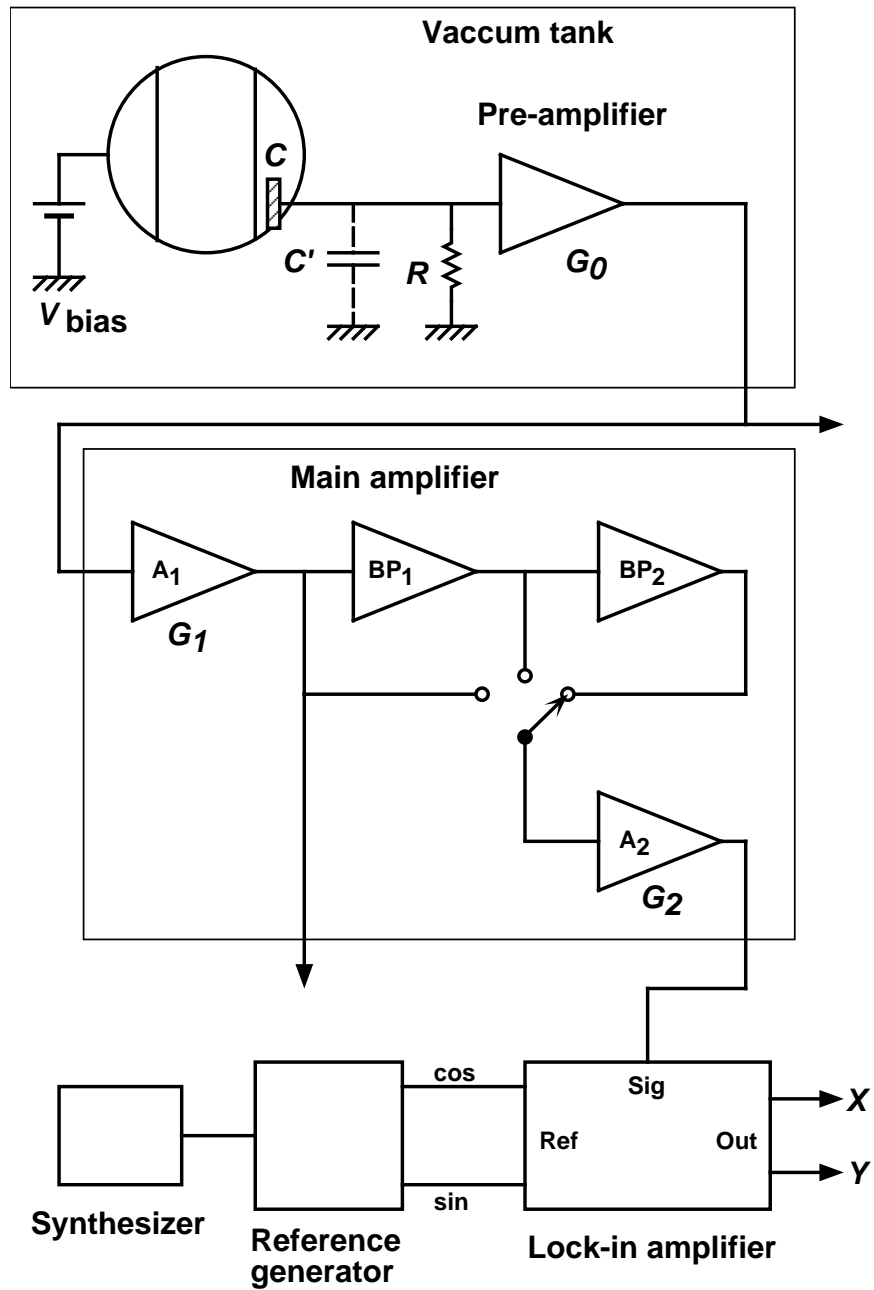 Vaccum tank
Pre-amplifier
C
C'
R
G0
V bias
Main amplifier
A1
BP1
BP2
G1
A2
G2
cos
Sig
X
Ref
Out
Y
sin
Synthesizer
Reference
generator
Lock-in amplifier